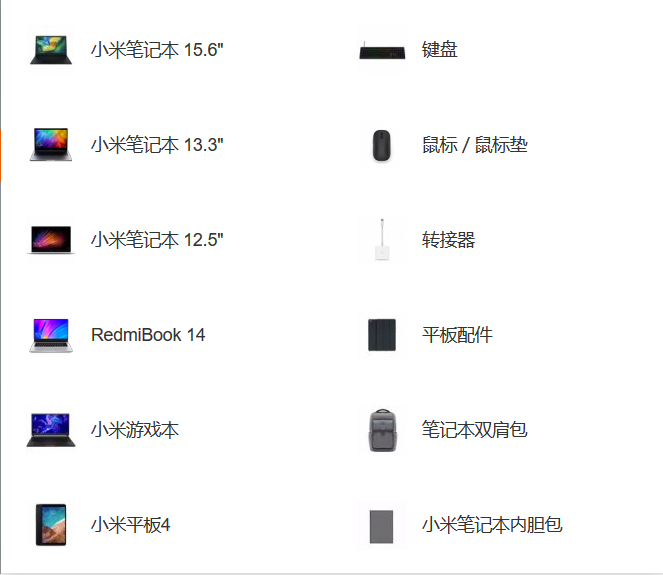 小米笔记本 15.6"
键盘
小米笔记本 13.3"
鼠标 / 鼠标垫
小米笔记本 12.5"
转接器
RedmiBook 14
平板配件
小米游戏本
笔记本双肩包
小米平板4
小米笔记本内胆包